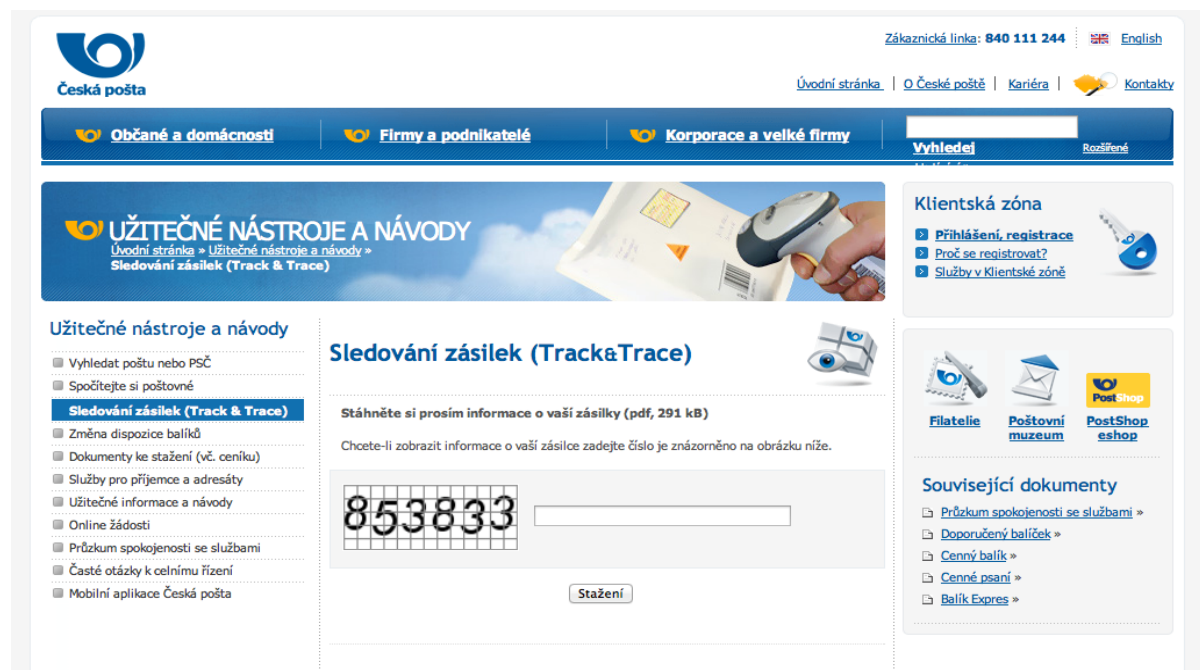 Zákaznická linka: 840 111 244
English
Česká pošta
Úvodní stránka | O České poště | Kariéra | Kontakty
Občané a domácnosti
Firmy a podnikatelé
Korporace a velké firmy
Vyhledej
Rozšířené
UŽITEČNÉ NÁSTROJE A NÁVODY
Úvodní stránka » Užitečné nástroje a návody »
Sledování zásilek (Track & Trace)
Klientská zóna
Přihlášení, registrace
Proč se registrovat?
Služby v Klientské zóně
Užitečné nástroje a návody
Vyhledat poštu nebo PSČ
Spočítejte si poštovné
Sledování zásilek (Track & Trace)
Změna dispozice balíků
Dokumenty ke stažení (vč. ceníku)
Služby pro příjemce a adresáty
Užitečné informace a návody
Online žádosti
Průzkum spokojenosti se službami
Časté otázky k celnímu řízení
Mobilní aplikace Česká pošta
Sledování zásilek (Track&Trace)
Stáhněte si prosím informace o vaší zásilky (pdf, 291 kB)
Chcete-li zobrazit informace o vaší zásilce zadejte číslo je znázorněno na obrázku níže.
853833
Stažení
PostShop
Filatelie
Poštovní
muzeum
PostShop
eshop
Související dokumenty
Průzkum spokojenosti se službami »
Doporučený balíček »
Cenný balík »
Cenné psaní »
Balík Expres »